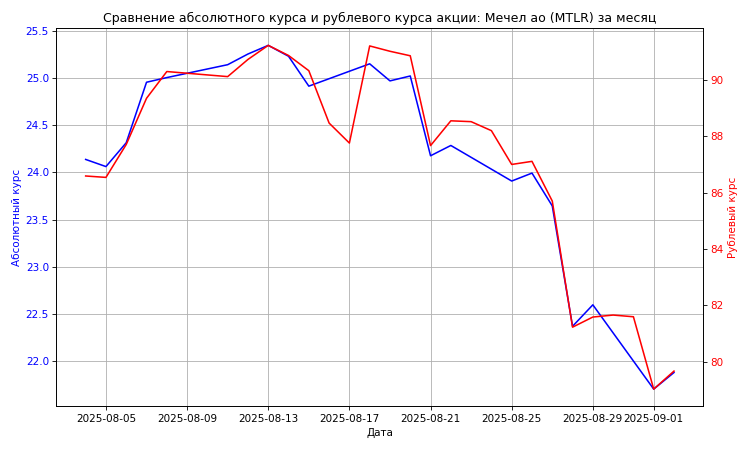 Сравнение абсолютного курса и рублевого курса акции: Мечел ао (MTLR) за месяц
25.5
25.0
24.5
24.0
23.5
23.0
22.5
22.0
Абсолютный курс
90
88
86
84
82
80
Рублевый курс
2025-08-05 2025-08-09 2025-08-13 2025-08-17 2025-08-21 2025-08-25 2025-08-29 2025-09-01
Дата